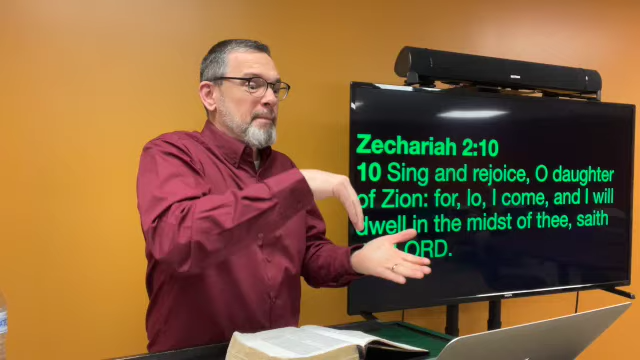 Zechariah 2:10
10 Sing and rejoice, O daughter
of Zion: for, lo, I come, and I will
dwell in the midst of thee, saith
LORD.